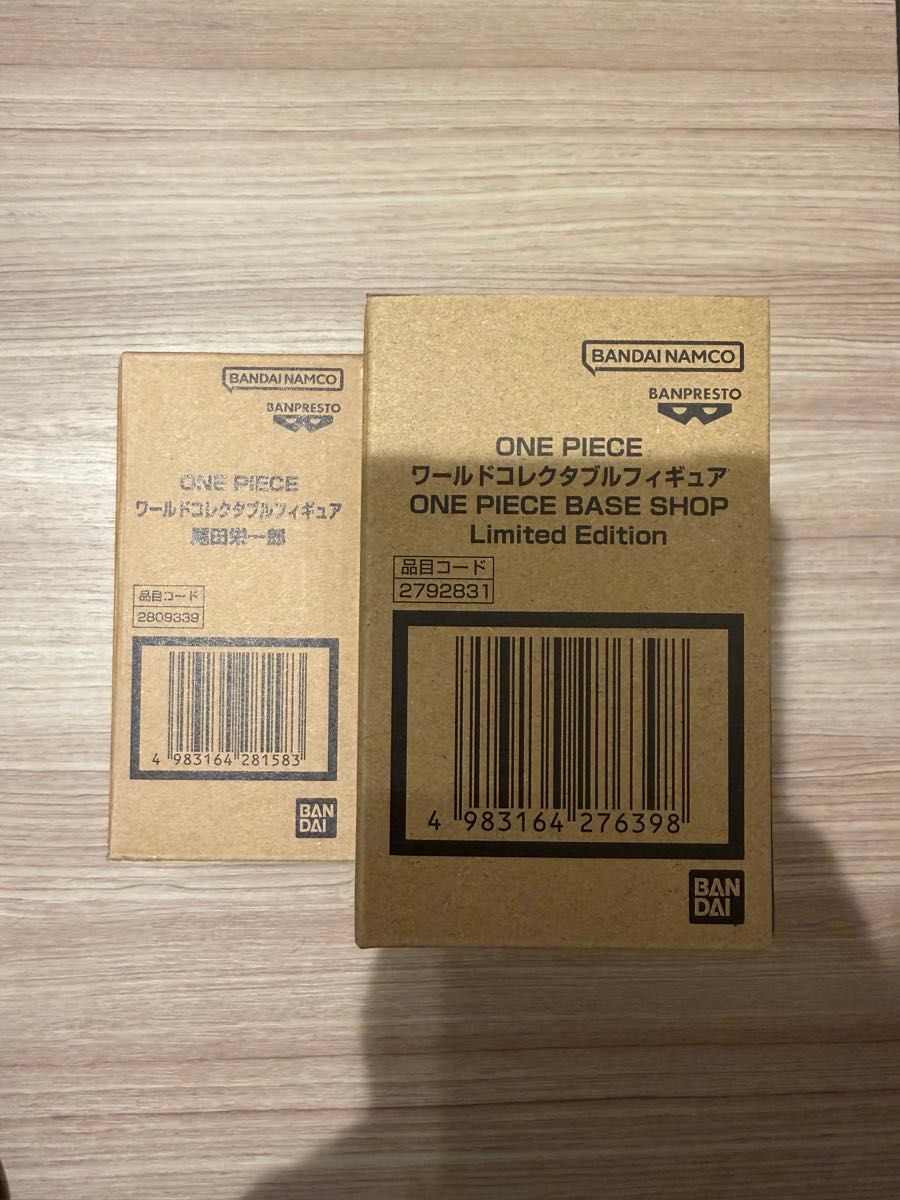 BANDAI NAMCO
BANPRESTO
ONE PIECE
ワールドコレクタブルフィギュア
尾田栄一郎
品目コード
2809339
4 983164 281583
BAN
DAI
BANDAI NAMCO
BANPRESTO
ONE PIECE
ワールドコレクタブルフィギュア
ONE PIECE BASE SHOP
Limited Edition
品目コード
2792831
4 983164 276398
BAN
DAI